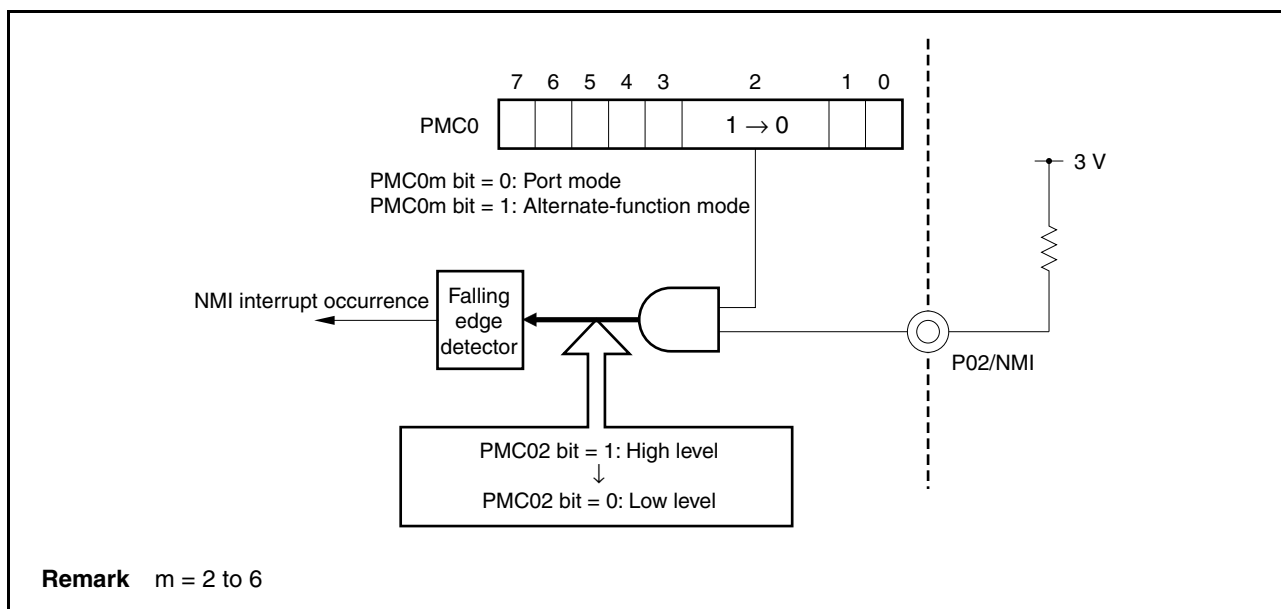 7 6 5 4 3 2 1 0
PMC0 1 → 0
3 V
PMC0m bit = 0: Port mode
PMC0m bit = 1: Alternate-function mode
NMI interrupt occurrence
Falling
edge
detector
P02/NMI
PMC02 bit = 1: High level
↓
PMC02 bit = 0: Low level
Remark m = 2 to 6